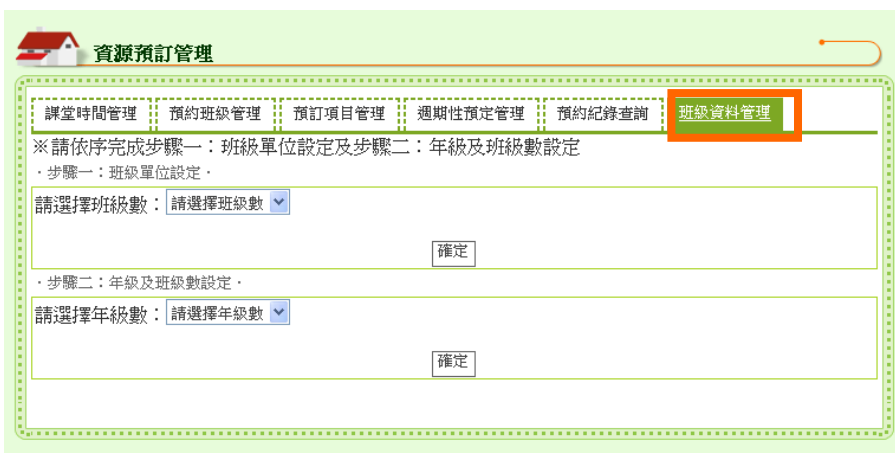 資源預訂管理
課堂時間管理 預約班級管理 預訂項目管理 週期性預定管理 預約紀錄查詢 班級資料管理
※請依序完成步驟一：班級單位設定及步驟二：年級及班級數設定
．步驟一：班級單位設定．
請選擇班級數：請選擇班級數
確定
．步驟二：年級及班級數設定．
請選擇年級數：請選擇年級數
確定